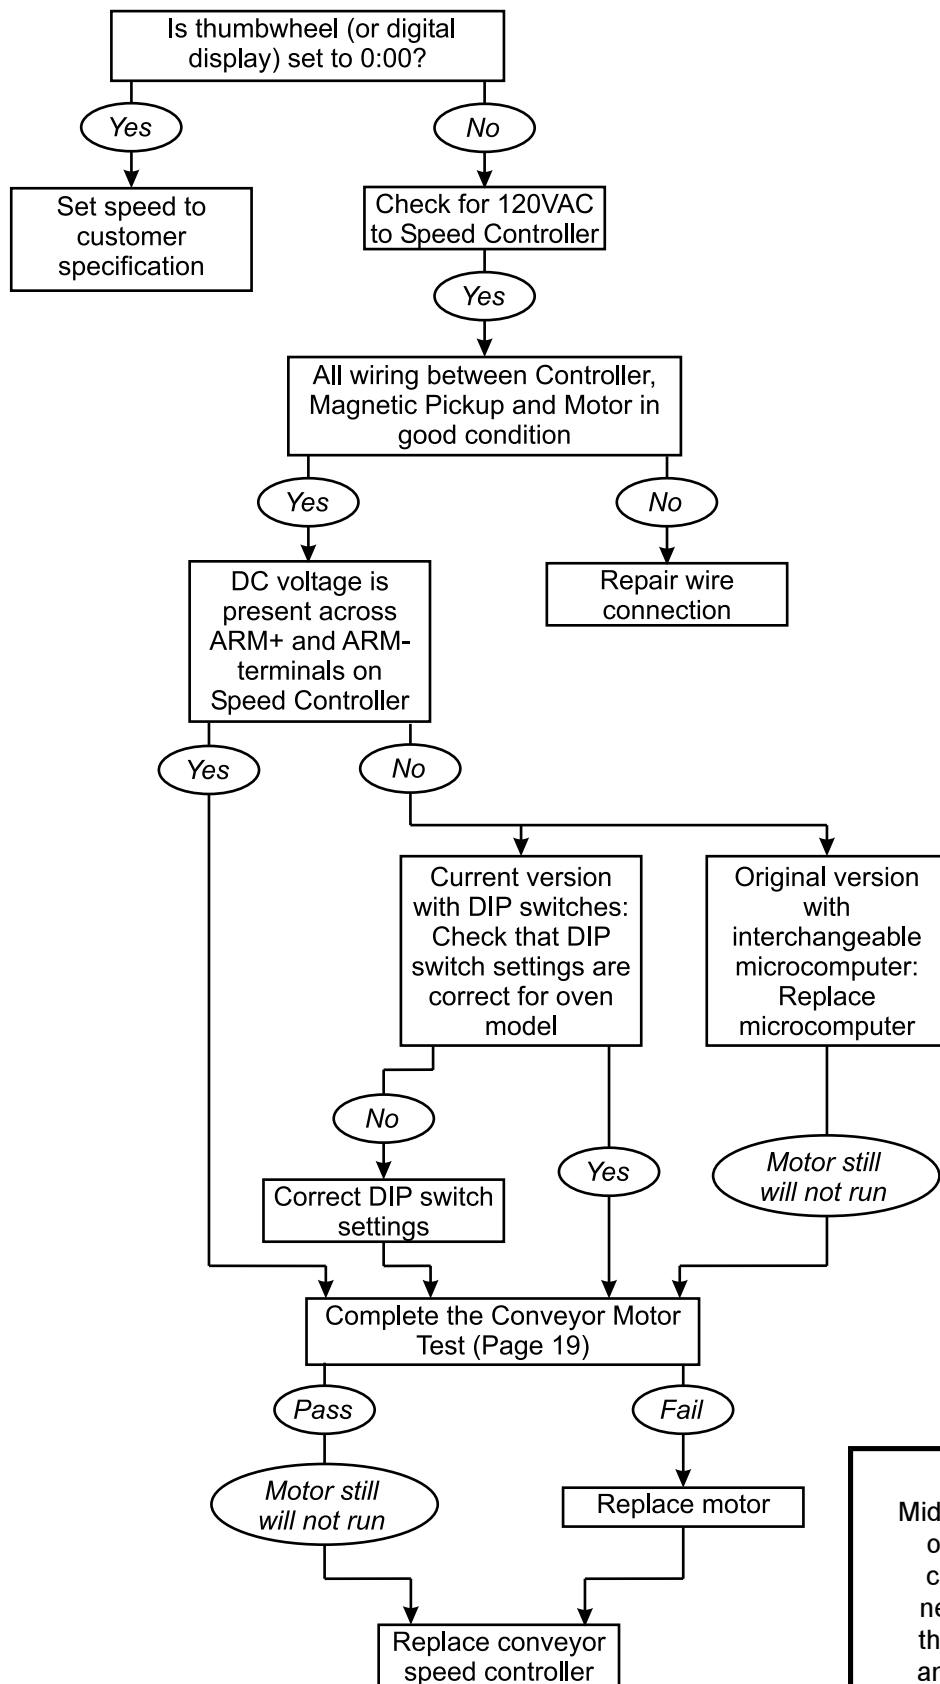 Is thumbwheel (or digital
display) set to 0:00?
Yes
No
Set speed to
customer
specification
Check for 120VAC
to Speed Controller
Yes
All wiring between Controller,
Magnetic Pickup and Motor in
good condition
Yes
No
DC voltage is
present across
ARM+ and ARM-
terminals on
Speed Controller
Repair wire
connection
Yes
No
Current version
with DIP switches:
Check that DIP
switch settings are
correct for oven
model
Original version
with
interchangeable
microcomputer:
Replace
microcomputer
No
Yes
Motor still
will not run
Correct DIP switch
settings
Complete the Conveyor Motor
Test (Page 19)
Pass
Fail
Motor still
will not run
Replace motor
Replace conveyor
speed controller
Mid
o
c
ne
th
an